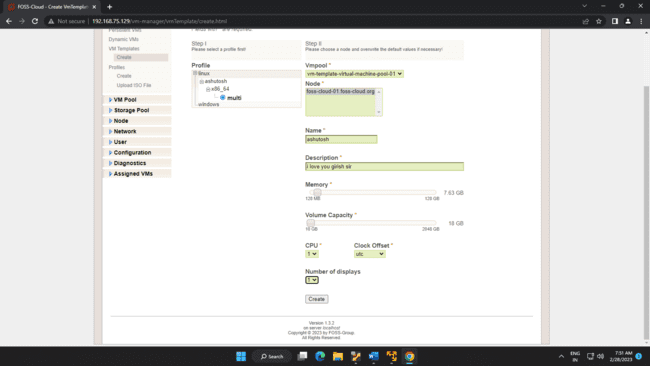 FOSS-Cloud - Create VmTemplat
Not secure | 192.168.75.129/vm-manager/vmTemplate/create.html
Persistent VMs
Dynamic VMs
VM Templates
Create
Profiles
Create
Upload ISO File
VM Pool
Storage Pool
Node
Network
User
Configuration
Diagnostics
Assigned VMs
Fields with * are required.
Step I
Please select a profile first!
Profile
linux
ashutosh
x86_64
multi
windows
Step II
Please choose a node and overwrite the default values if necessary!
Vmpool *
vm-template-virtual-machine-pool-01
Node *
foss-cloud-01.foss-cloud.org
Name *
ashutosh
Description *
i love you girish sir
Memory *
7.63 GB
128 MB 128 GB
Volume Capacity *
18 GB
2048 GB
CPU * Clock Offset *
1 utc
Number of displays
1
Create
Version 1.3.2
on server localhost
Copyright © 2023 by FOSS-Group.
All Rights Reserved.
Search
ENG
IN
7:51 AM
2/28/2023